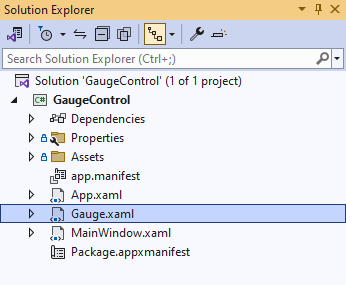 Solution Explorer
Search Solution Explorer (Ctrl+;)
Solution 'GaugeControl' (1 of 1 project)
C# GaugeControl
Dependencies
Properties
Assets
app.manifest
App.xaml
Gauge.xaml
MainWindow.xaml
Package.appxmanifest